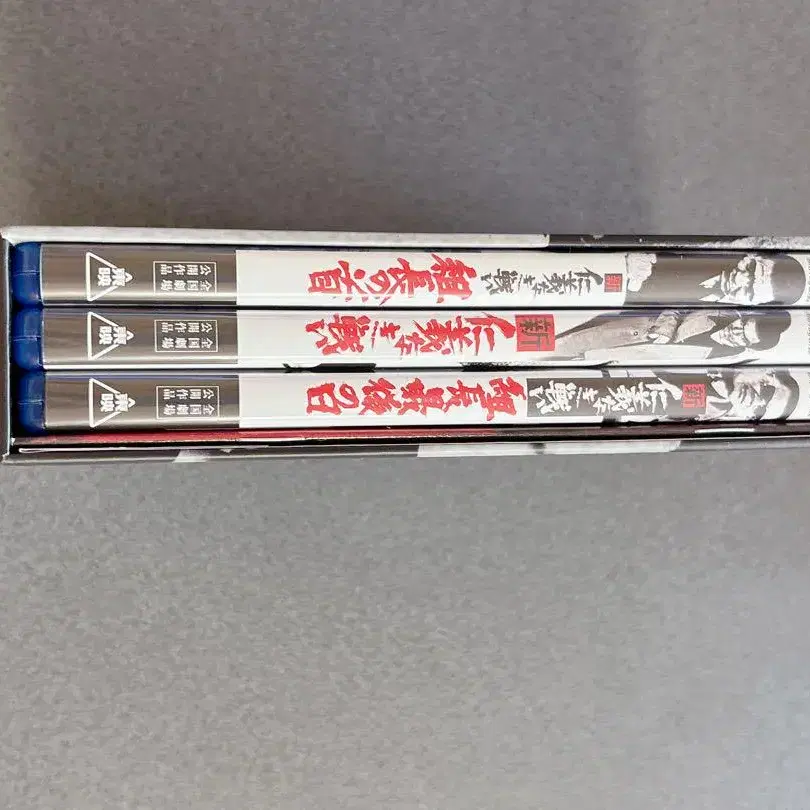 新 仁義なき戦い 組長の首
全国劇場
公開作品
東映
新 仁義なき戦い
全国劇場
公開作品
東映
新 仁義なき戦い 組長最後の日
全国劇場
公開作品
東映